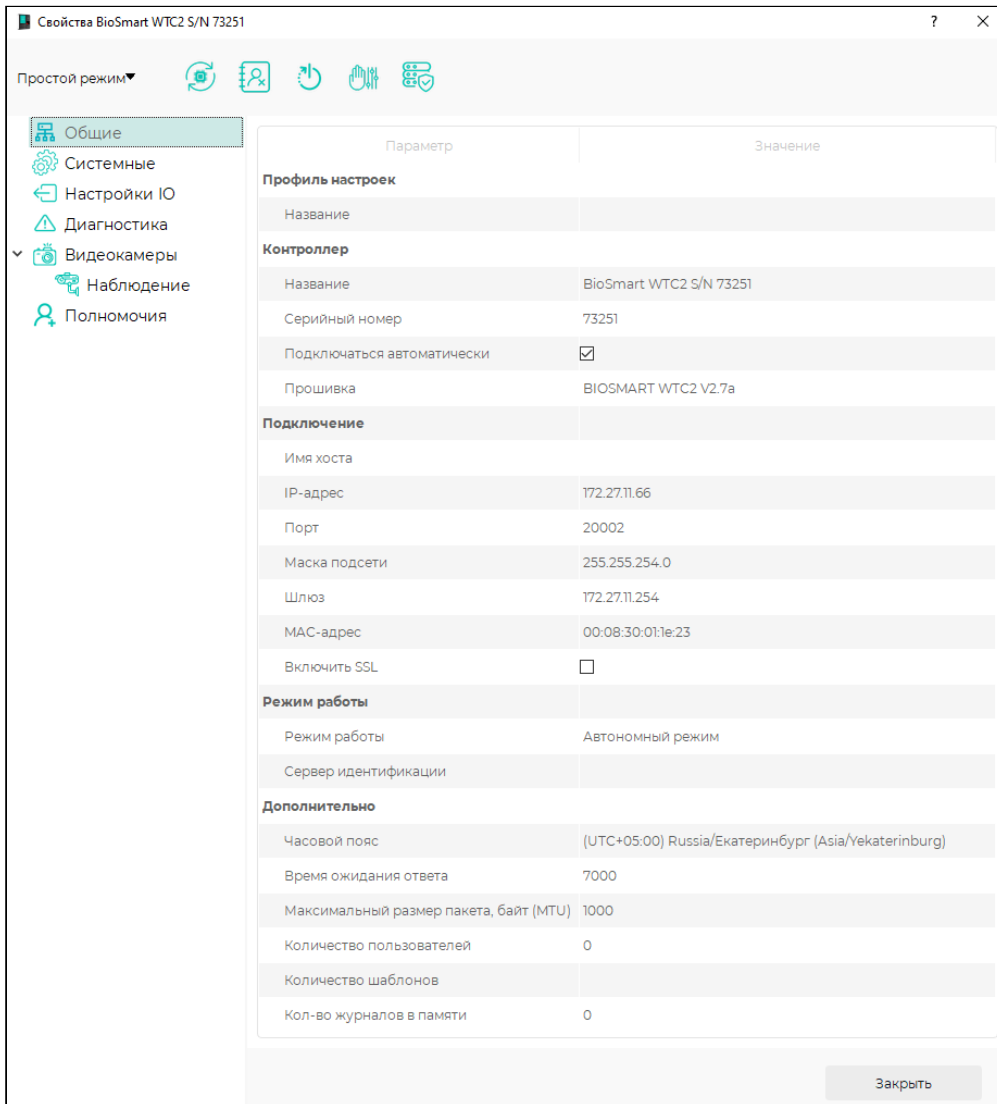 Свойства BioSmart WTC2 S/N 73251 ?
Простой режим
Общие
Системные
Настройки IO
Диагностика
Видеокамеры
Наблюдение
Полномочия
Параметр Значение
Профиль настроек
Название
Контроллер
Название BioSmart WTC2 S/N 73251
Серийный номер 73251
Подключаться автоматически
Прошивка BIOSMART WTC2 V2.7a
Подключение
Имя хоста
IP-адрес 172.27.11.66
Порт 20002
Маска подсети 255.255.254.0
Шлюз 172.27.11.254
MAC-адрес 00:08:30:01:1e:23
Включить SSL
Режим работы
Режим работы Автономный режим
Сервер идентификации
Дополнительно
Часовой пояс (UTC+05:00) Russia/Екатеринбург (Asia/Yekaterinburg)
Время ожидания ответа 7000
Максимальный размер пакета, байт (MTU) 1000
Количество пользователей 0
Количество шаблонов
Кол-во журналов в памяти 0
Закрыть